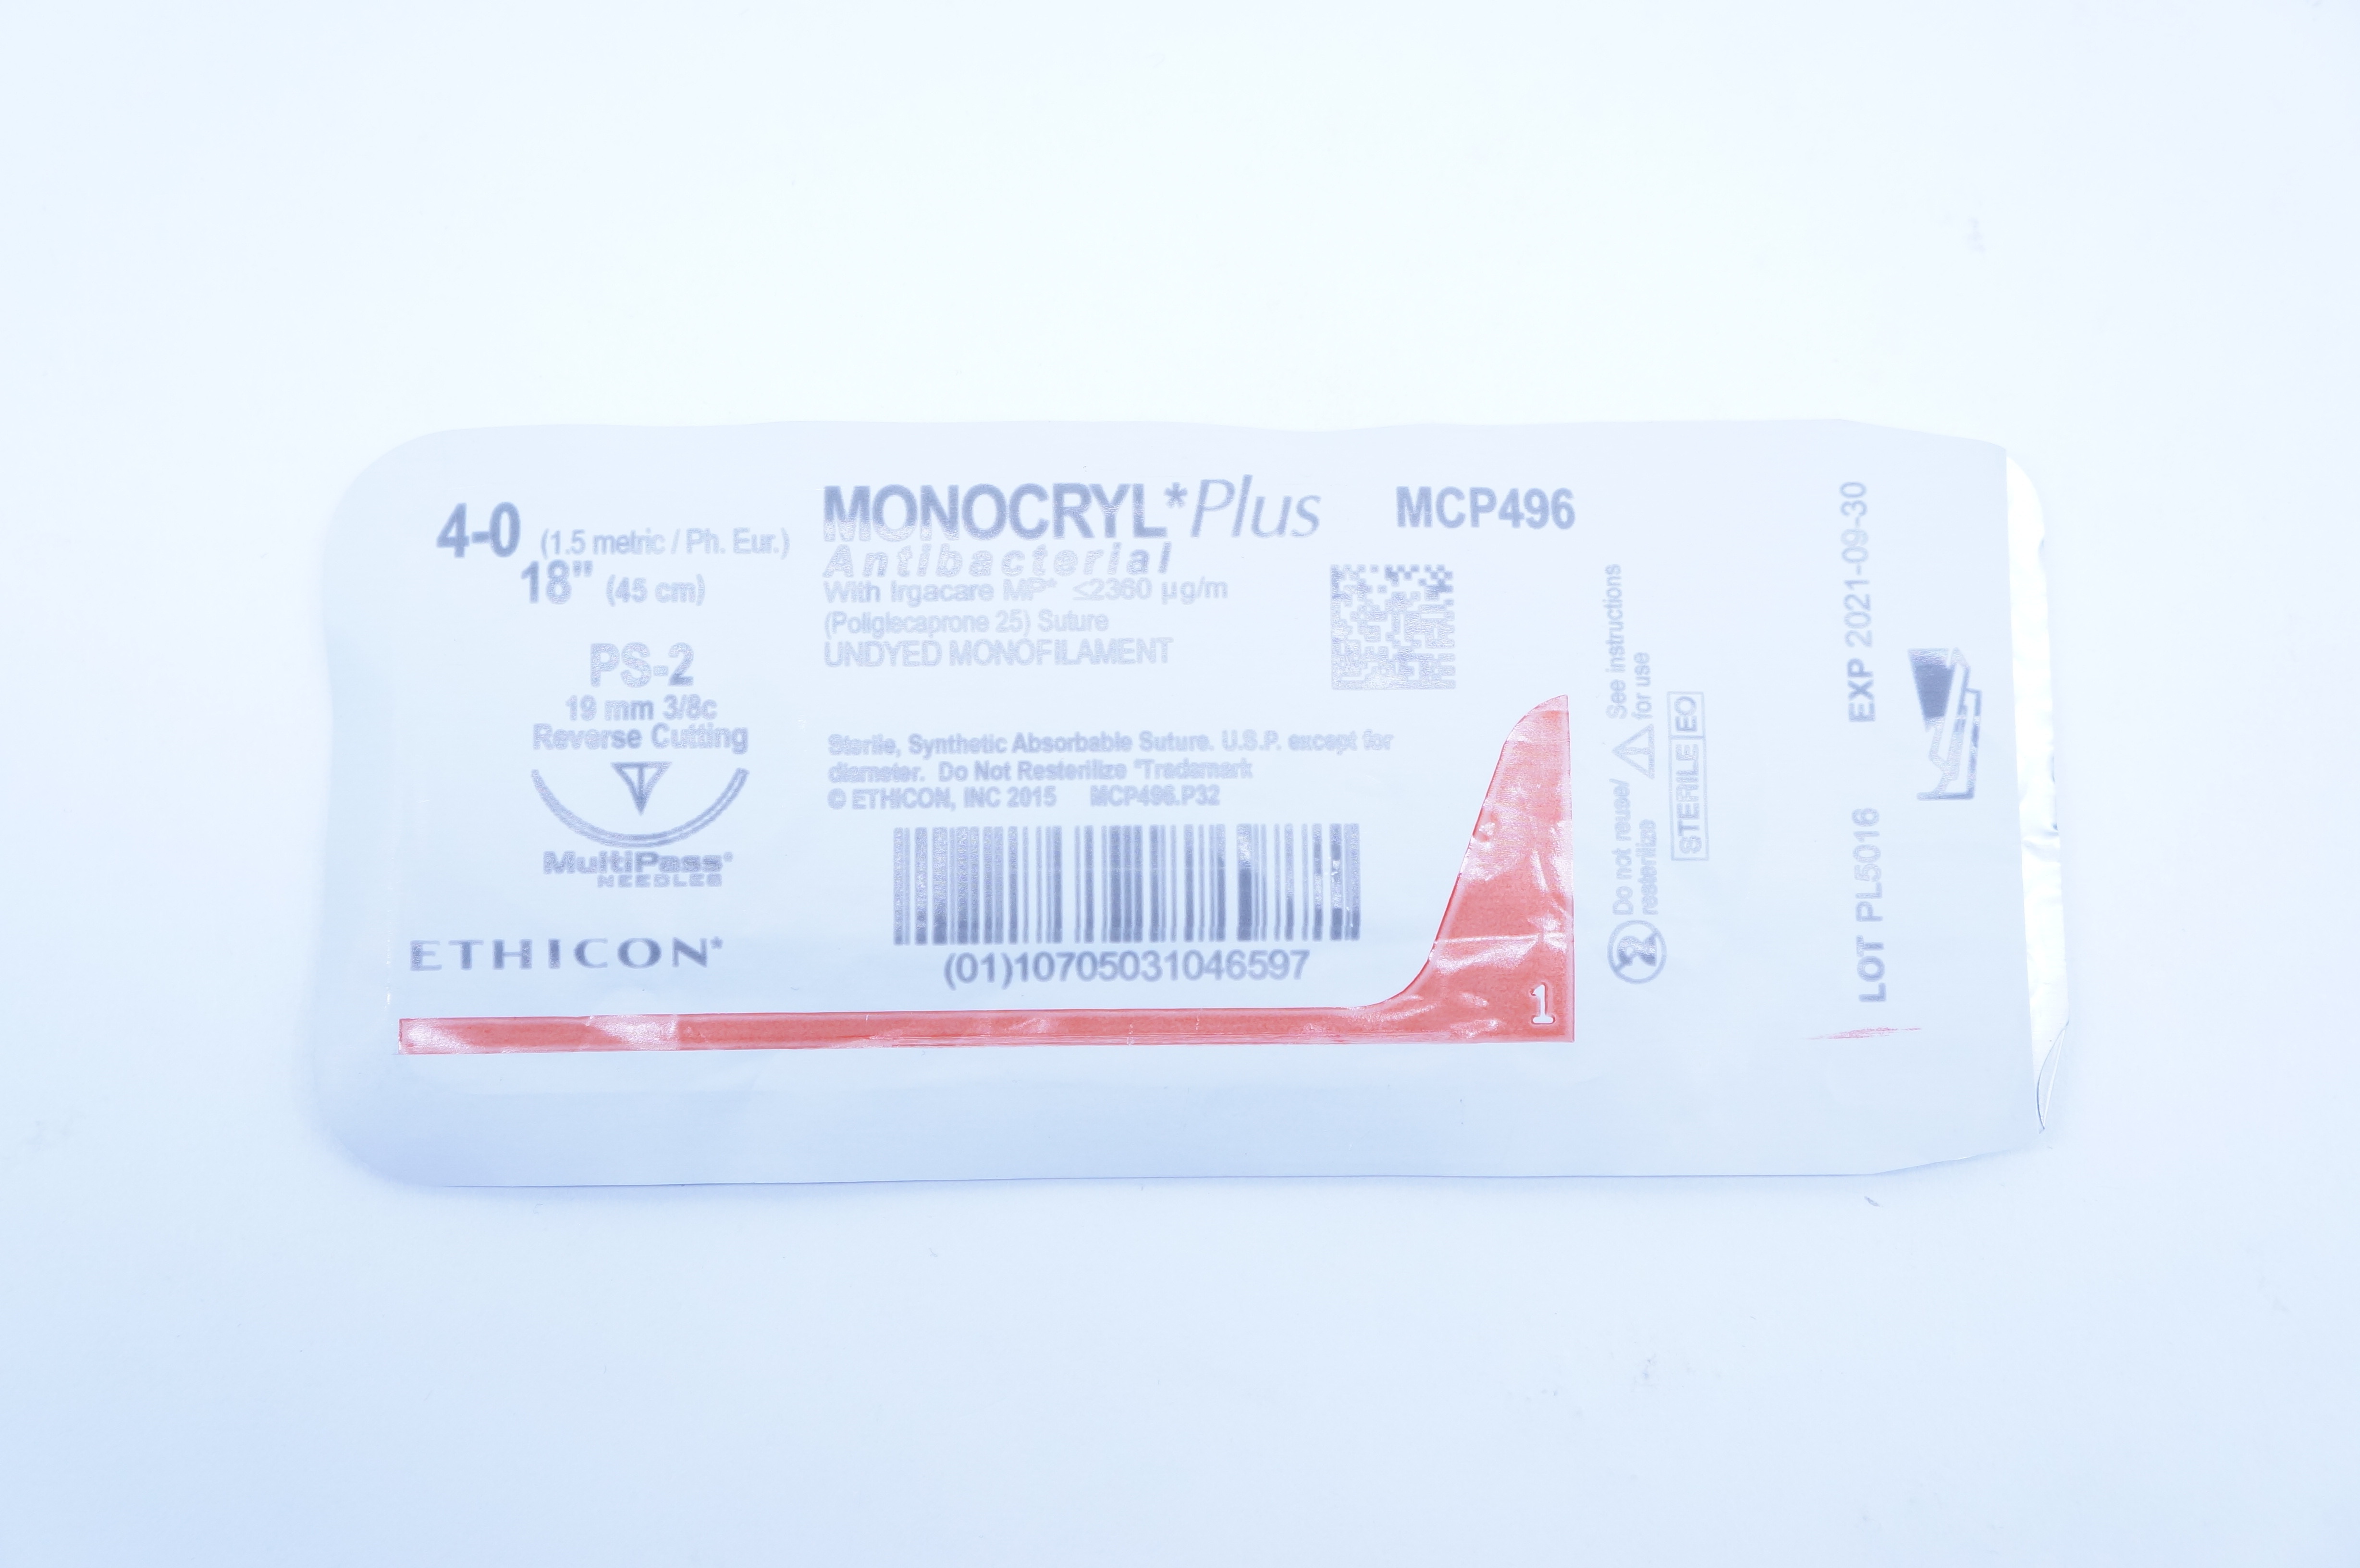 4-0 (1.5 metric / Ph. Eur.)
18" (45 cm)
PS-2
19 mm 3/8c
Reverse Cutting
MultiPass*
NEEDLES
ETHICON*
MONOCRYL*Plus
Antibacterial
With Irgacare MP* ≤2360 µg/m
(Poliglecaprone 25) Suture
UNDYED MONOFILAMENT
MCP496
Sterile, Synthetic Absorbable Suture. U.S.P. except for
diameter. Do Not Resterilize *Trademark
© ETHICON, INC 2015 MCP496.P32
(01)10705031046597
1
Do not reuse/
resterilize
2
See instructions
for use
STERILE EO
LOT PL5016 EXP 2021-09-30